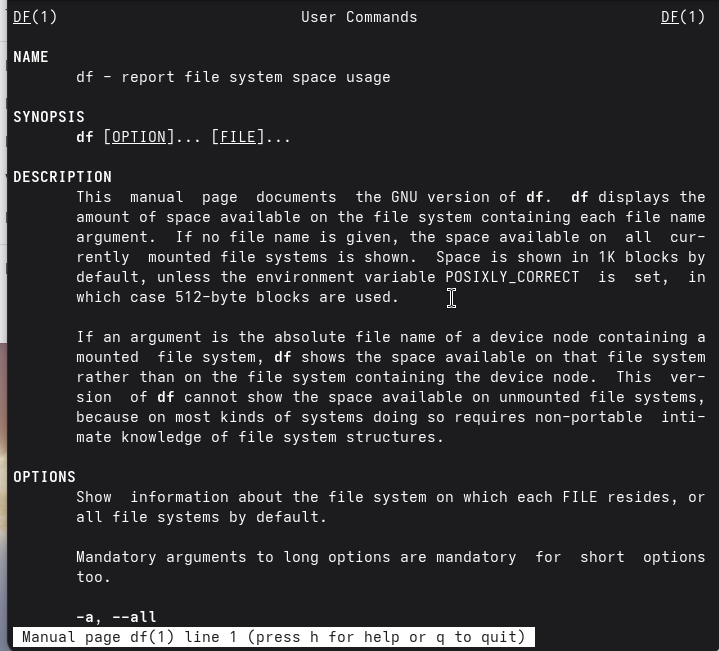 DF(1) User Commands DF(1)
NAME
df - report file system space usage
SYNOPSIS
df [OPTION]... [FILE]...
DESCRIPTION
This manual page documents the GNU version of df. df displays the
amount of space available on the file system containing each file name
argument. If no file name is given, the space available on all cur-
rently mounted file systems is shown. Space is shown in 1K blocks by
default, unless the environment variable POSIXLY_CORRECT is set, in
which case 512-byte blocks are used.
If an argument is the absolute file name of a device node containing a
mounted file system, df shows the space available on that file system
rather than on the file system containing the device node. This ver-
sion of df cannot show the space available on unmounted file systems,
because on most kinds of systems doing so requires non-portable inti-
mate knowledge of file system structures.
OPTIONS
Show information about the file system on which each FILE resides, or
all file systems by default.
Mandatory arguments to long options are mandatory for short options
too.
-a, --all
Manual page df(1) line 1 (press h for help or q to quit)